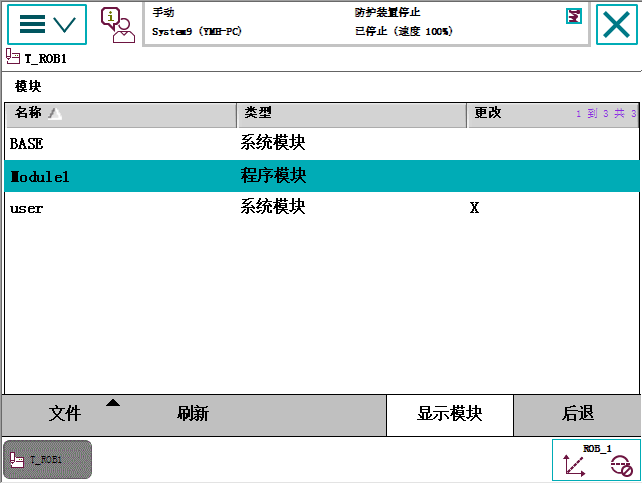 手动 防护装置停止
System9 (YMH-PC) 已停止 (速度 100%)
T_ROB1
模块
名称 类型 更改 1 到 3 共 3
BASE 系统模块
Module1 程序模块
user 系统模块 X
文件 刷新 显示模块 后退
T_ROB1 ROB_1